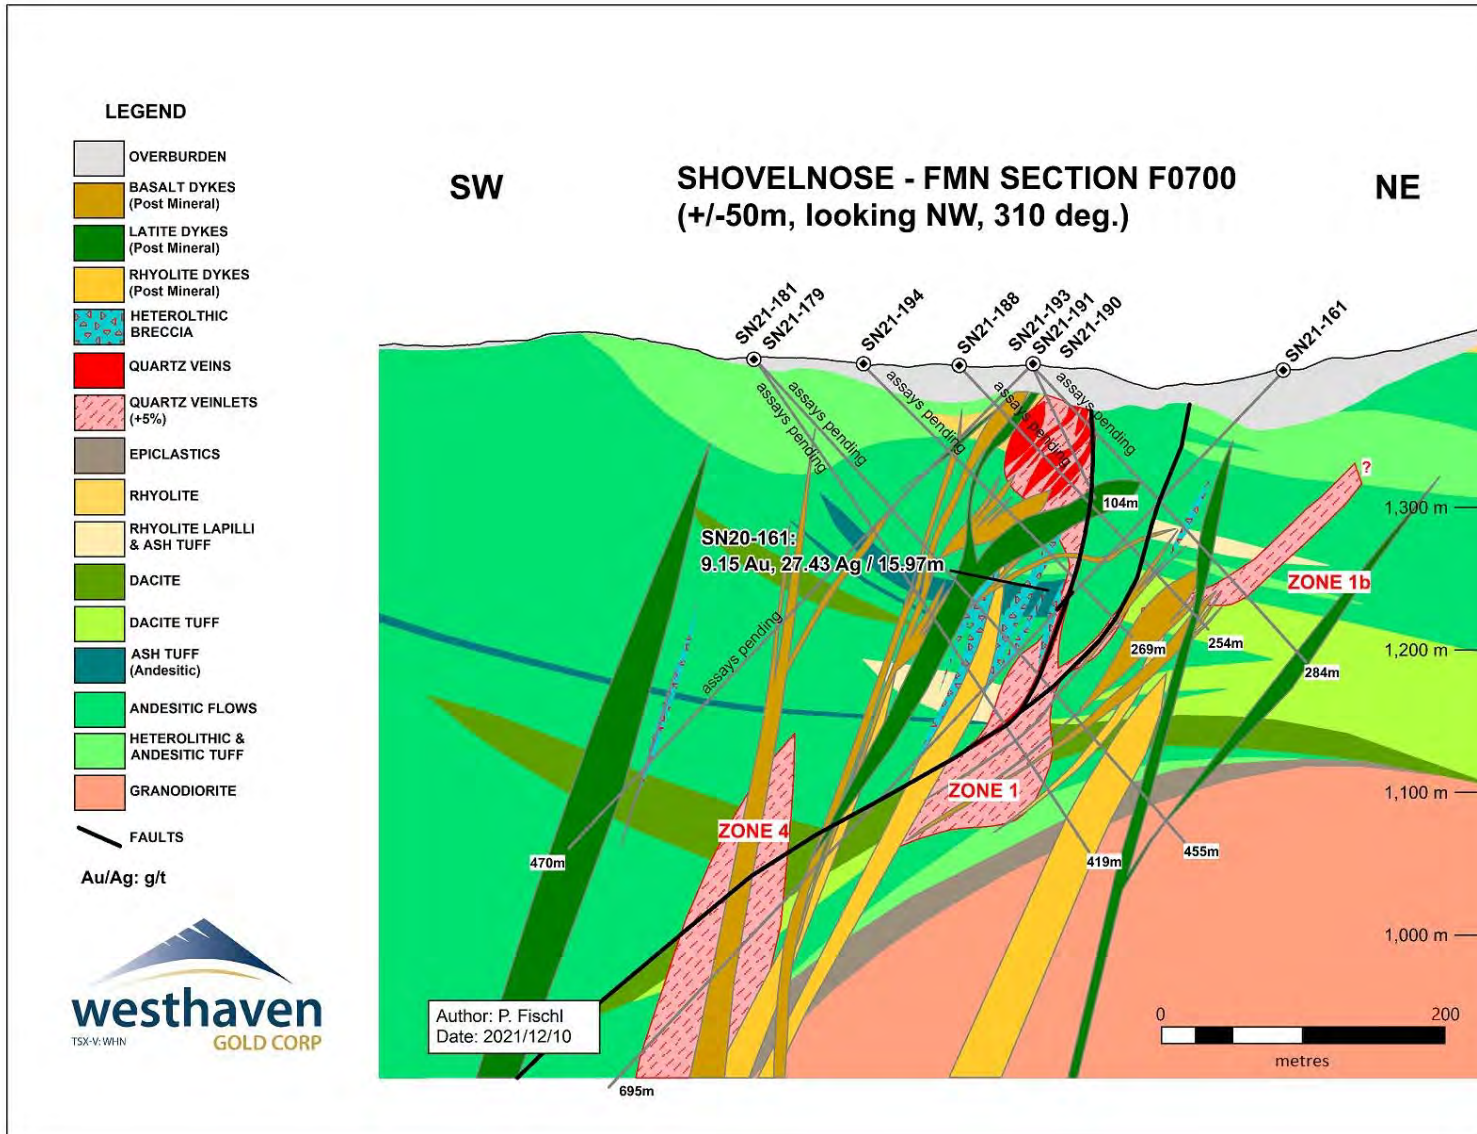 LEGEND
OVERBURDEN
BASALT DYKES
(Post Mineral)
LATITE DYKES
(Post Mineral)
RHYOLITE DYKES
(Post Mineral)
HETEROLTHIC
BRECCIA
QUARTZ VEINS
QUARTZ VEINLETS
(+5%)
EPICLASTICS
RHYOLITE
RHYOLITE LAPILLI
& ASH TUFF
DACITE
DACITE TUFF
ASH TUFF
(Andesitic)
ANDESITIC FLOWS
HETEROLITHIC &
ANDESITIC TUFF
GRANODIORITE
FAULTS
Au/Ag: g/t
westhaven
TSX-V: WHN
GOLD CORP
SW
SHOVELNOSE - FMN SECTION F0700
(+/-50m, looking NW, 310 deg.)
NE
SN21-181
SN21-179
SN21-194
SN21-188
SN21-193
SN21-191
SN21-190
SN21-161
assays pending
assays pending
assays pending
assays pending
assays pending
assays pending
?
104m
1,300 m
SN20-161:
9.15 Au, 27.43 Ag / 15.97m
ZONE 1b
269m
254m
284m
1,200 m
ZONE 1
1,100 m
ZONE 4
470m
419m
455m
1,000 m
Author: P. Fischl
Date: 2021/12/10
0
200
metres
695m